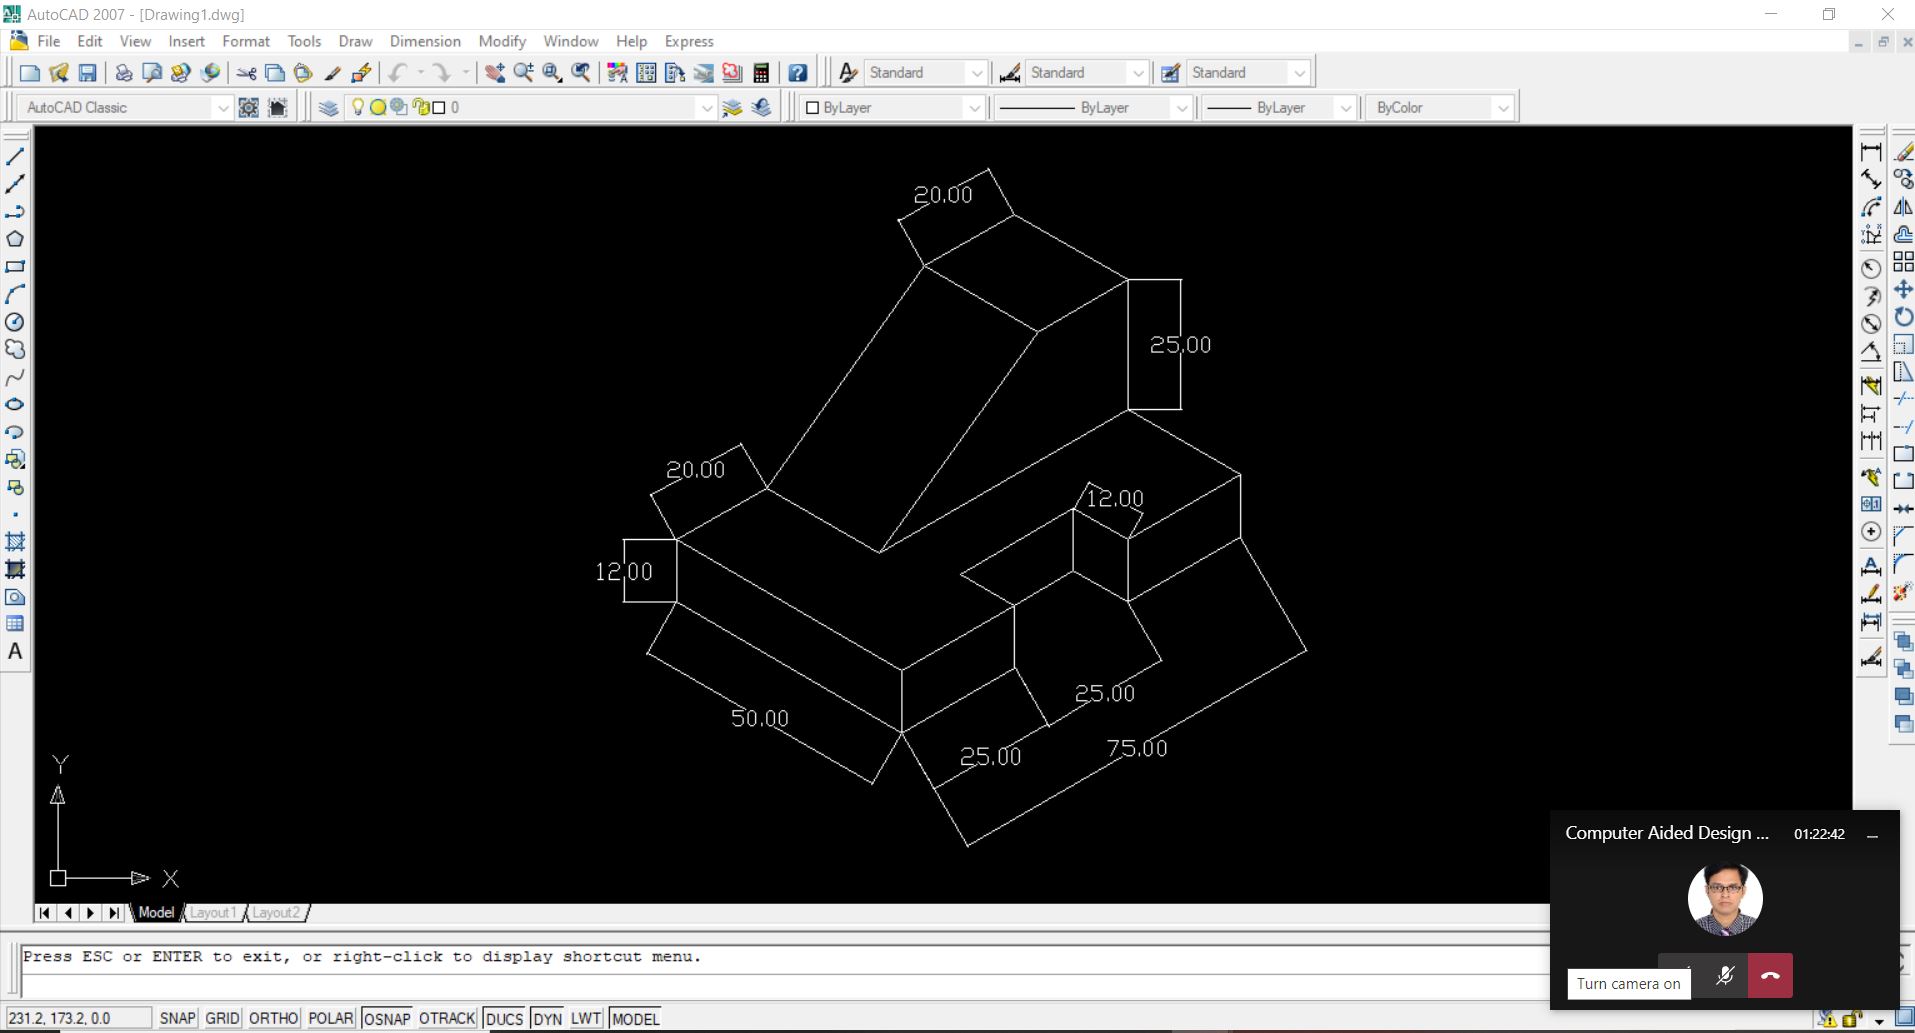 AutoCAD 2007 - [Drawing1.dwg]
File Edit View Insert Format Tools Draw Dimension Modify Window Help Express
Standard Standard Standard
AutoCAD Classic 0 ByLayer ByLayer ByLayer ByColor
20.00
25.00
20.00
12.00
12.00
50.00
25.00
25.00
75.00
Y
X
Model Layout1 Layout2
Computer Aided Design ... 01:22:42
Turn camera on
Press ESC or ENTER to exit, or right-click to display shortcut menu.
231.2, 173.2, 0.0 SNAP GRID ORTHO POLAR OSNAP OTRACK DUCS DYN LWT MODEL